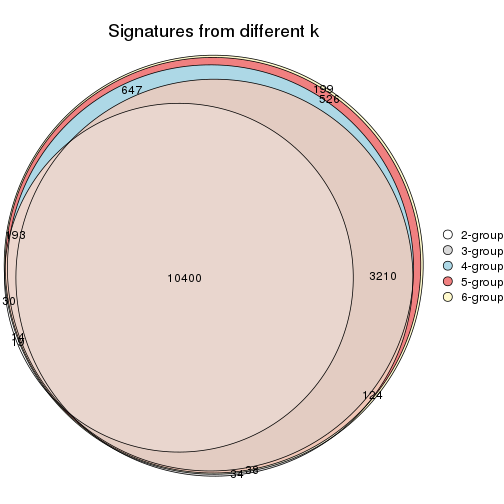 Signatures from different k
647
199
526
193
10400
3210
30
124
38
34
2-group
3-group
4-group
5-group
6-group